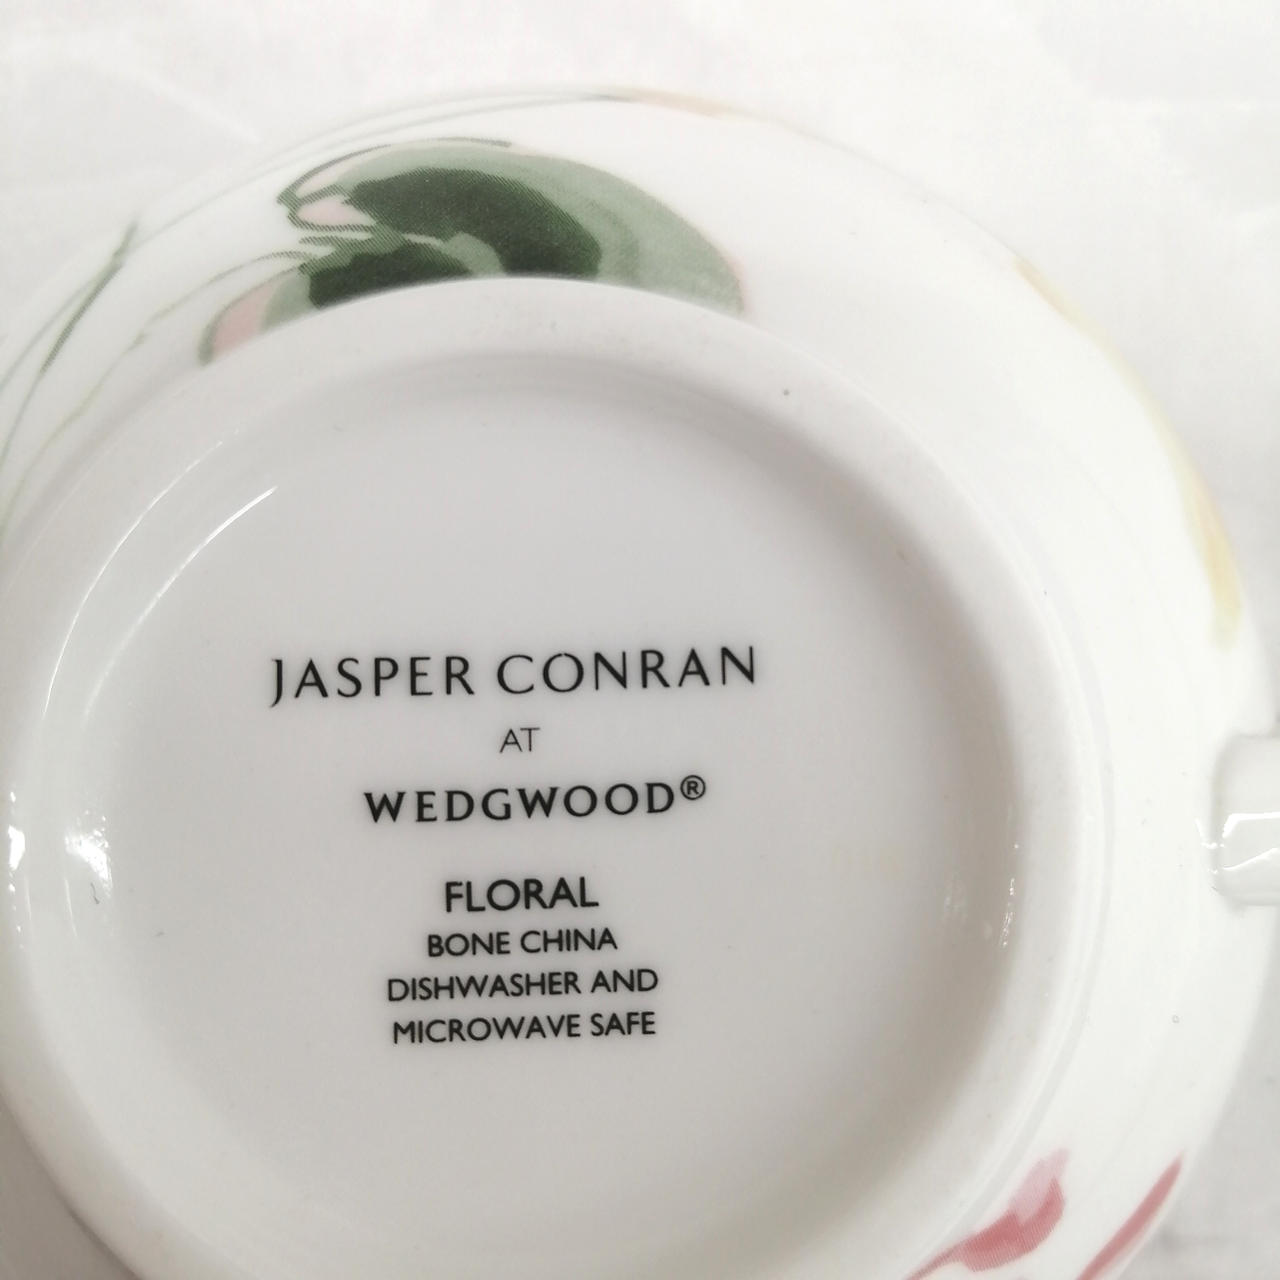 JASPER CONRAN
AT
WEDGWOOD®
FLORAL
BONE CHINA
DISHWASHER AND
MICROWAVE SAFE